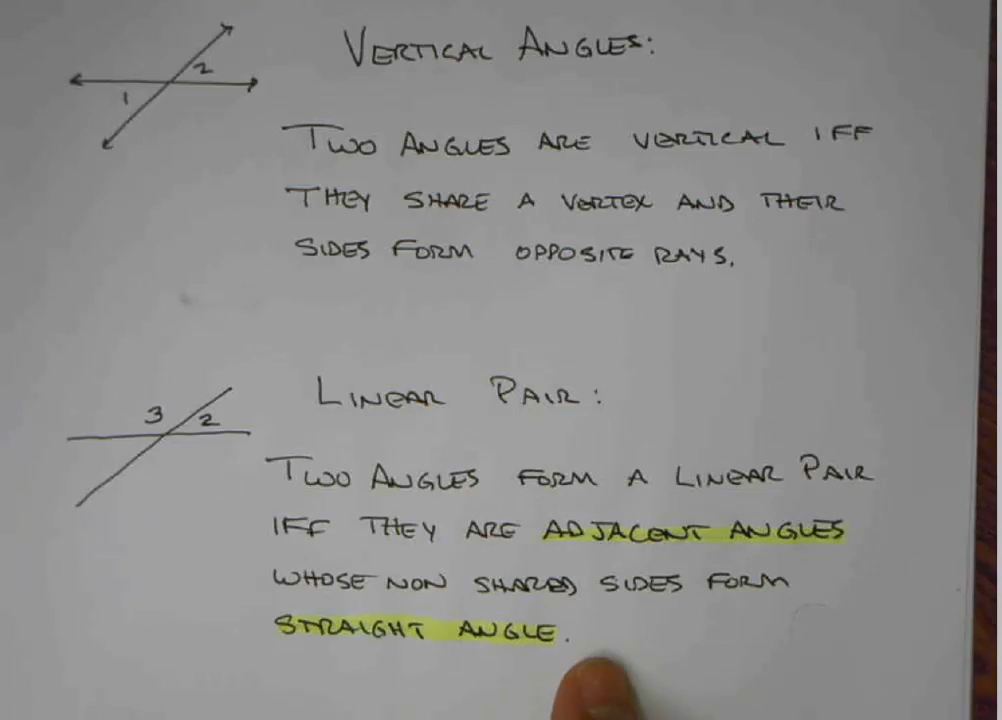 VERTICAL ANGLES:
2
1
TWO ANGLES ARE VERTICAL IFF
THEY SHARE A VERTEX AND THEIR
SIDES FORM OPPOSITE RAYS.
LINEAR PAIR:
3 2
TWO ANGLES FORM A LINEAR PAIR
IFF THEY ARE ADJACENT ANGLES
WHOSE NON SHARED SIDES FORM
STRAIGHT ANGLE.